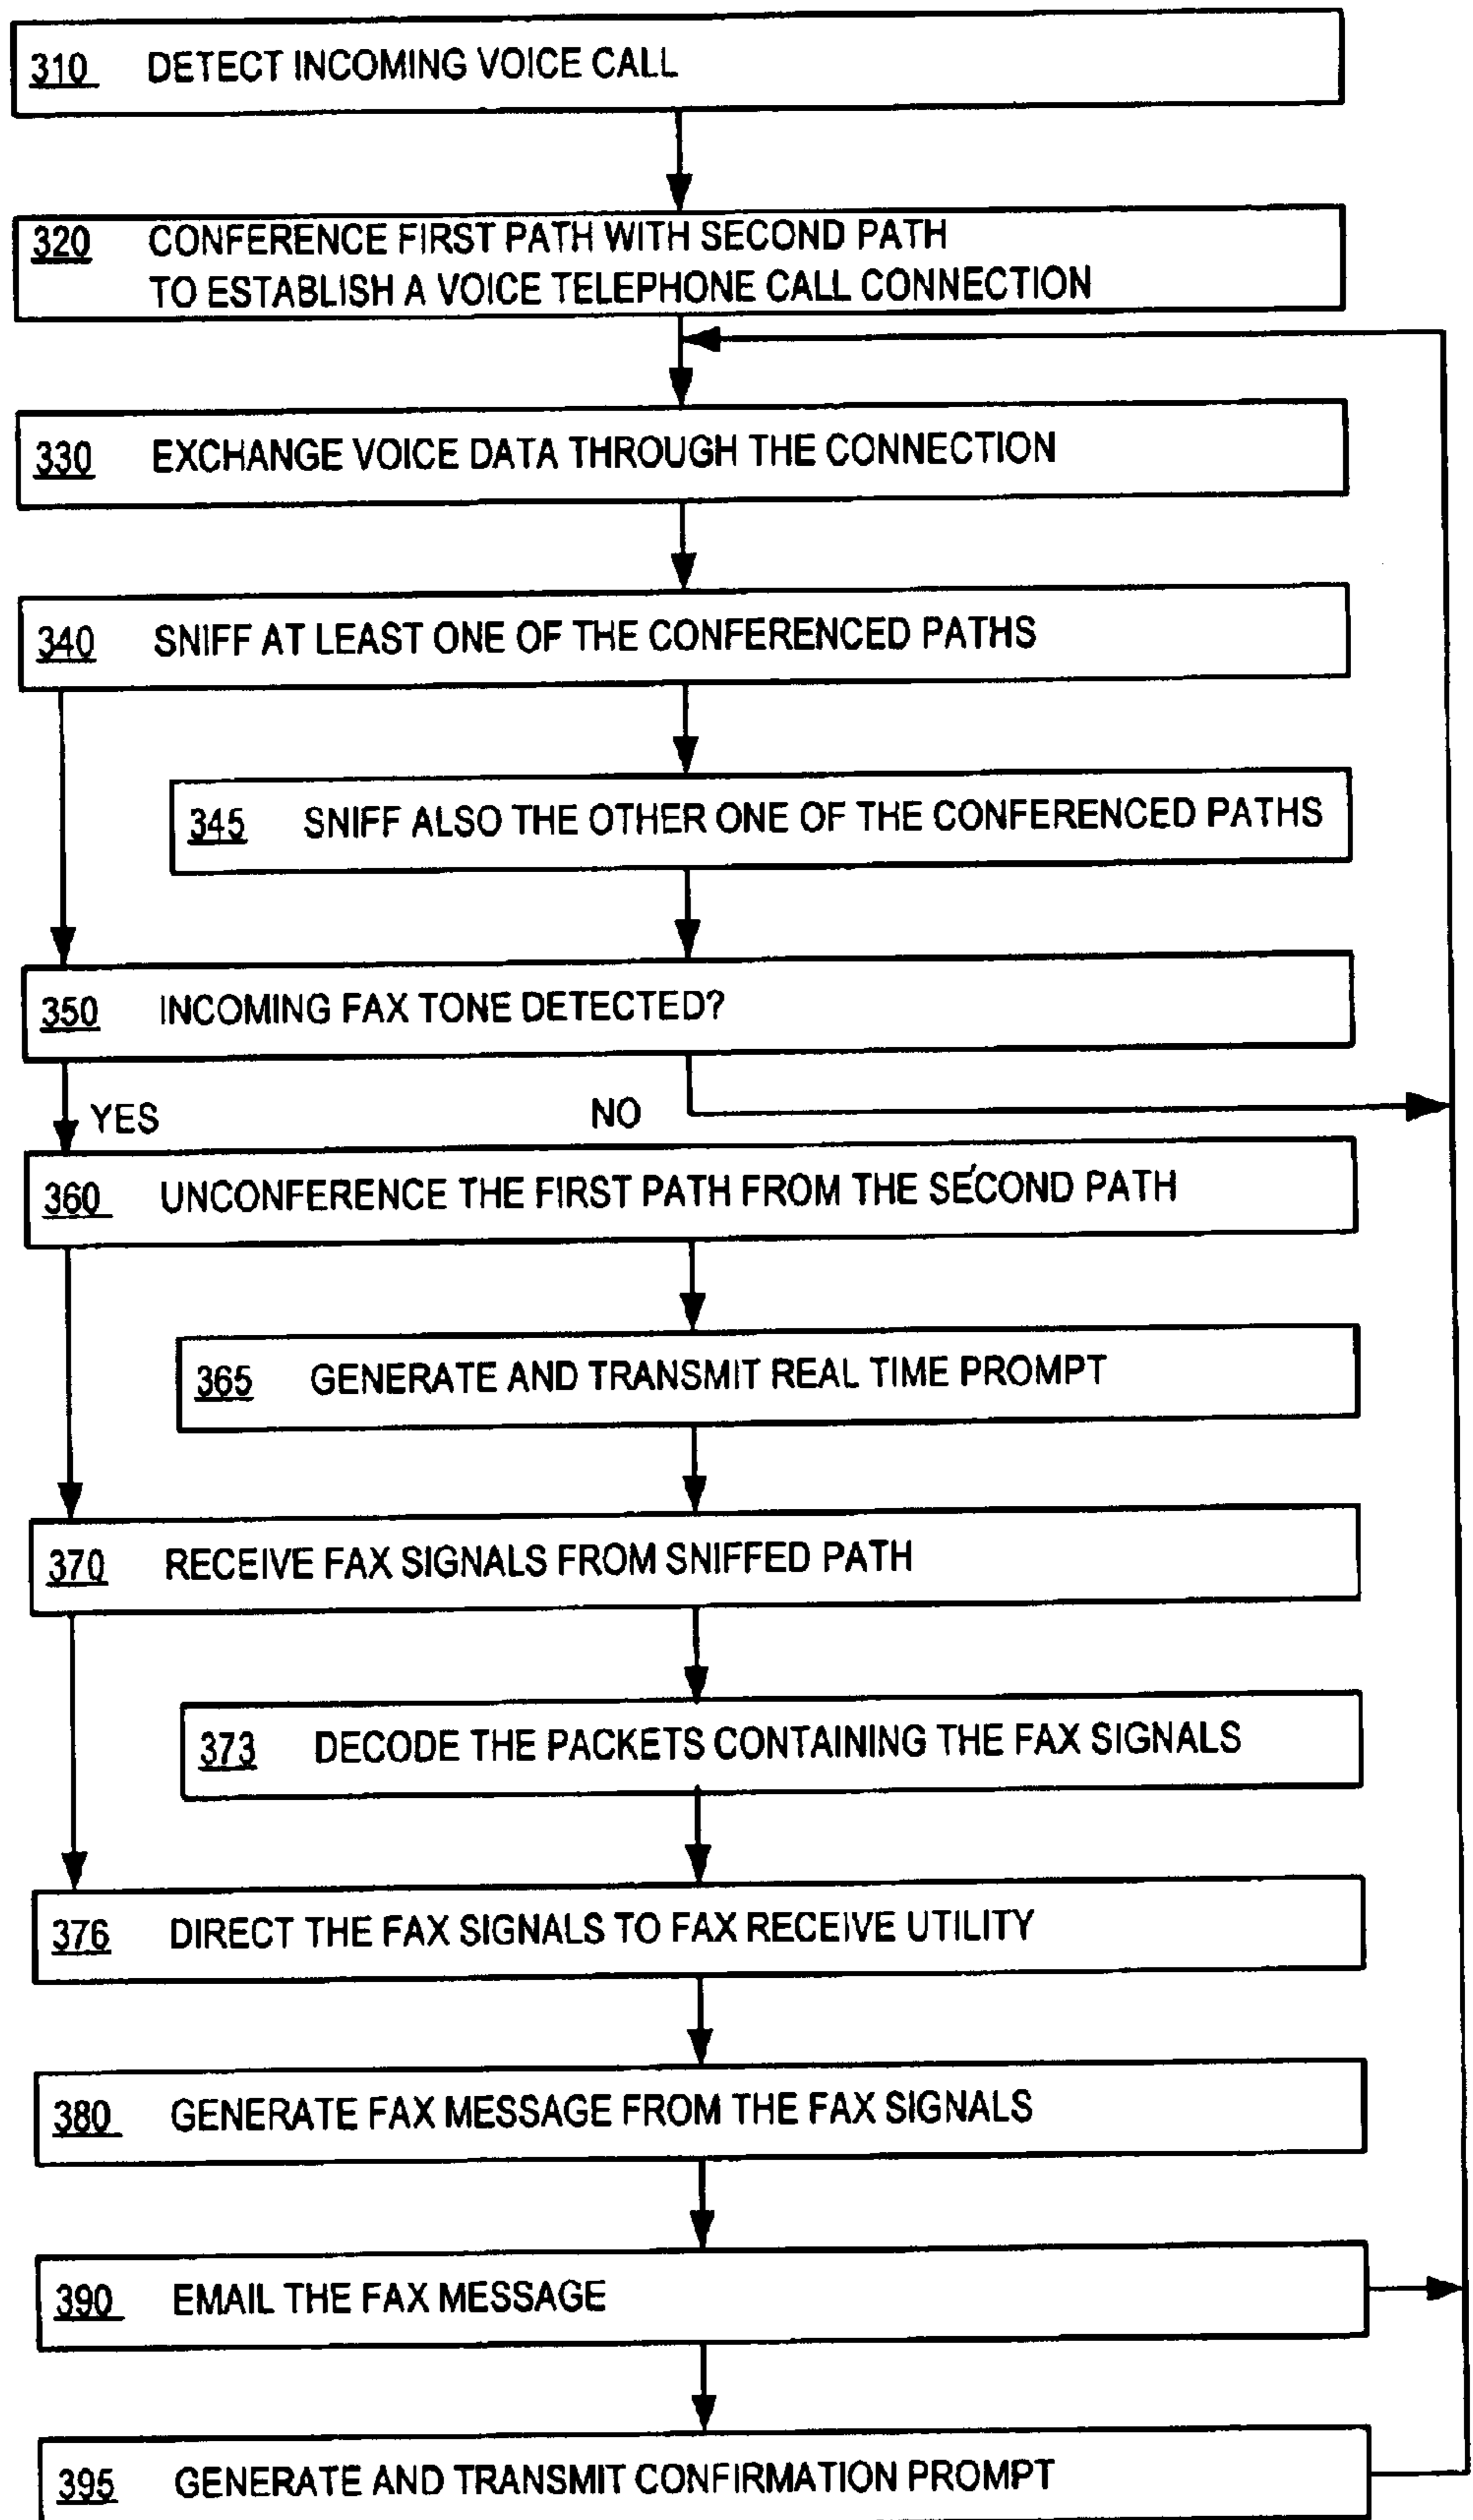 310 DETECT INCOMING VOICE CALL
320 CONFERENCE FIRST PATH WITH SECOND PATH
TO ESTABLISH A VOICE TELEPHONE CALL CONNECTION
330 EXCHANGE VOICE DATA THROUGH THE CONNECTION
340 SNIFF AT LEAST ONE OF THE CONFERENCED PATHS
345 SNIFF ALSO THE OTHER ONE OF THE CONFERENCED PATHS
350 INCOMING FAX TONE DETECTED?
YES NO
360 UNCONFERENCE THE FIRST PATH FROM THE SECOND PATH
365 GENERATE AND TRANSMIT REAL TIME PROMPT
370 RECEIVE FAX SIGNALS FROM SNIFFED PATH
373 DECODE THE PACKETS CONTAINING THE FAX SIGNALS
376 DIRECT THE FAX SIGNALS TO FAX RECEIVE UTILITY
380 GENERATE FAX MESSAGE FROM THE FAX SIGNALS
390 EMAIL THE FAX MESSAGE
395 GENERATE AND TRANSMIT CONFIRMATION PROMPT